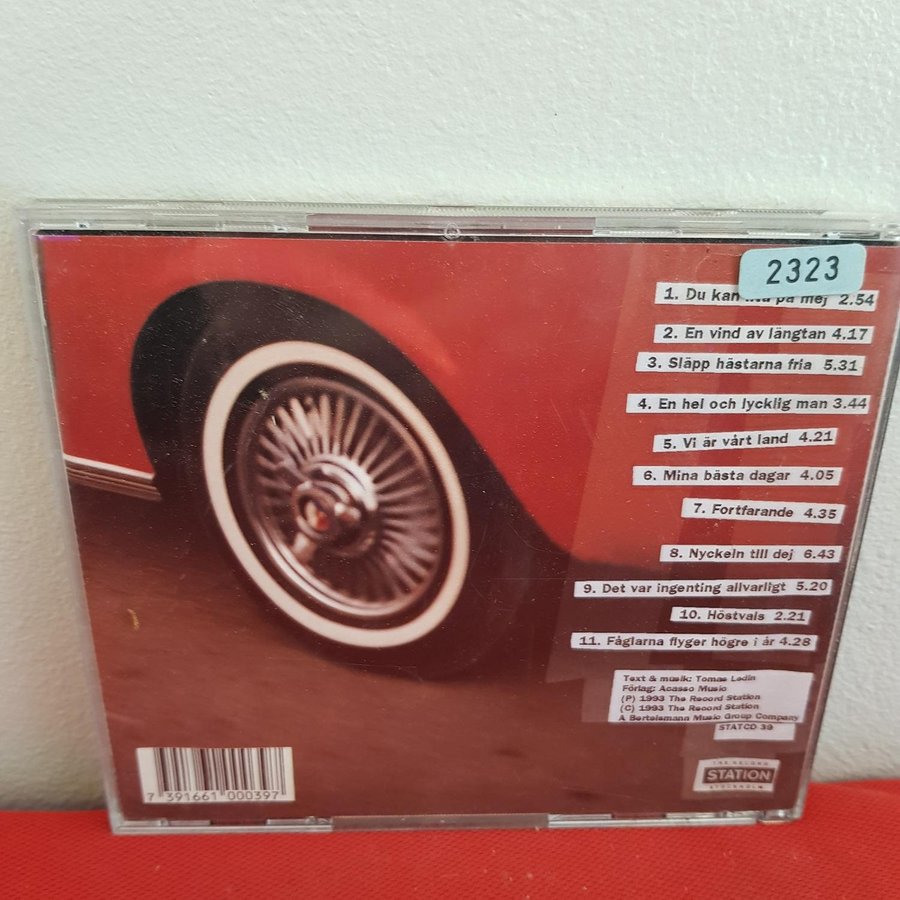 2323
1. Du kan lita på mej 2.54
2. En vind av längtan 4.17
3. Släpp hästarna fria 5.31
4. En hel och lycklig man 3.44
5. Vi är vårt land 4.21
6. Mina bästa dagar 4.05
7. Fortfarande 4.35
8. Nyckeln till dej 6.43
9. Det var ingenting allvarligt 5.20
10. Höstvals 2.21
11. Fåglarna flyger högre i år 4.28
Text & musik: Tomas Ledin
Förlag: Acasso Music
(P) 1993 The Record Station
(C) 1993 The Record Station
A Bertelsmann Music Group Company
STATCD 39
THE RECORD
STATION
STOCKHOLM
7 391661 000397